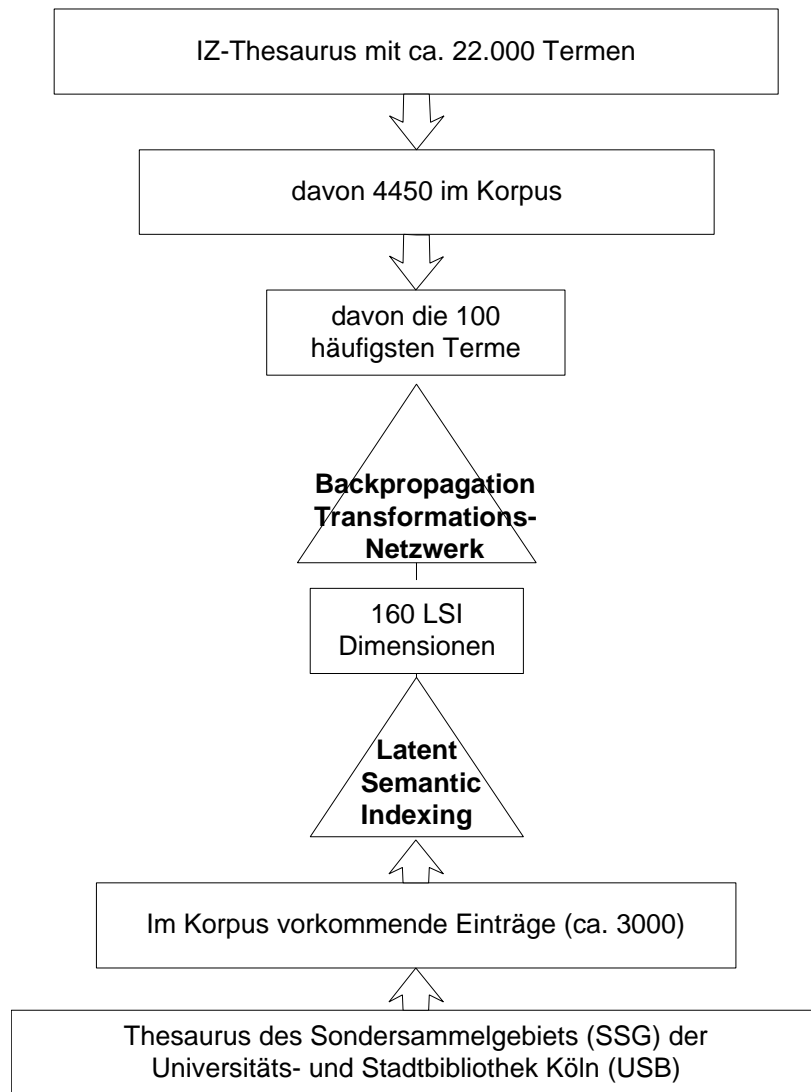 IZ-Thesaurus mit ca. 22.000 Termen
davon 4450 im Korpus
davon die 100
häufigsten Terme
Backpropagation
Transformations-
Netzwerk
160 LSI
Dimensionen
Latent
Semantic
Indexing
Im Korpus vorkommende Einträge (ca. 3000)
Thesaurus des Sondersammelgebiets (SSG) der
Universitäts- und Stadtbibliothek Köln (USB)